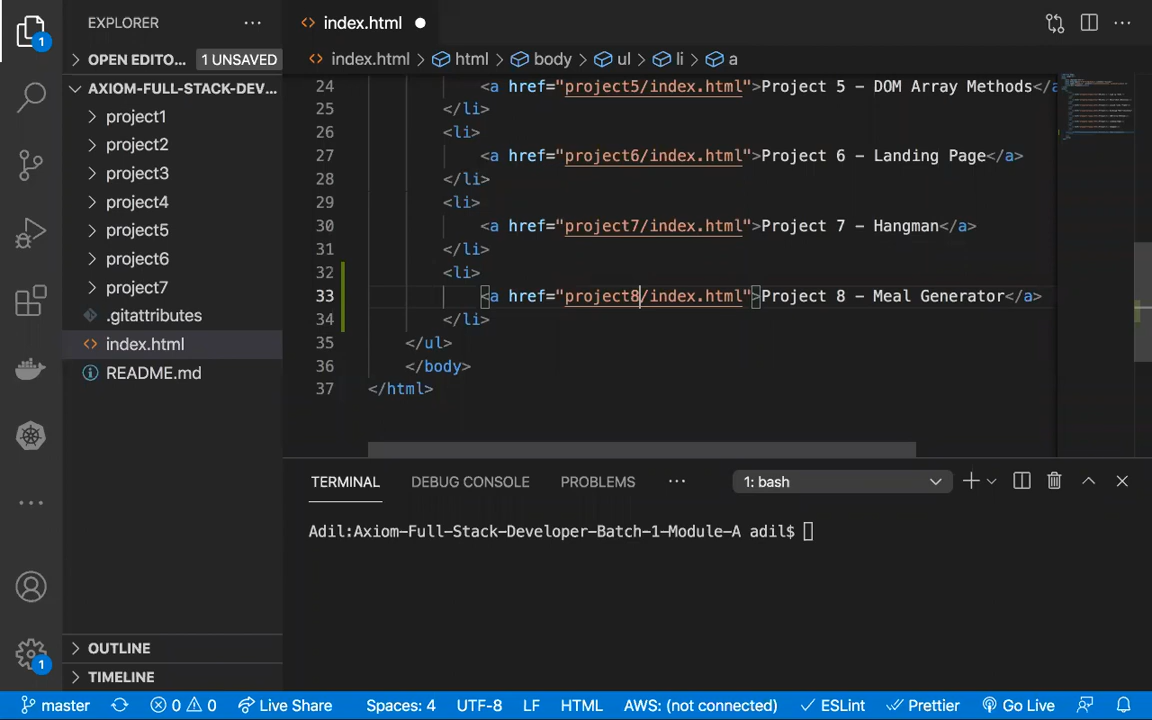 EXPLORER
index.html
1
OPEN EDITO... 1 UNSAVED
index.html html body ul li a
AXIOM-FULL-STACK-DEV...
project1
project2
project3
project4
project5
project6
project7
.gitattributes
index.html
README.md
24 <a href="project5/index.html">Project 5 – DOM Array Methods</a
25 </li>
26 <li>
27 <a href="project6/index.html">Project 6 – Landing Page</a>
28 </li>
29 <li>
30 <a href="project7/index.html">Project 7 – Hangman</a>
31 </li>
32 <li>
33 <a href="project8/index.html">Project 8 – Meal Generator</a>
34 </li>
35 </ul>
36 </body>
37 </html>
TERMINAL DEBUG CONSOLE PROBLEMS 1: bash
Adil:Axiom-Full-Stack-Developer-Batch-1-Module-A adil$
OUTLINE
1
TIMELINE
master 0 0 Live Share Spaces: 4 UTF-8 LF HTML AWS: (not connected) ESLint Prettier Go Live